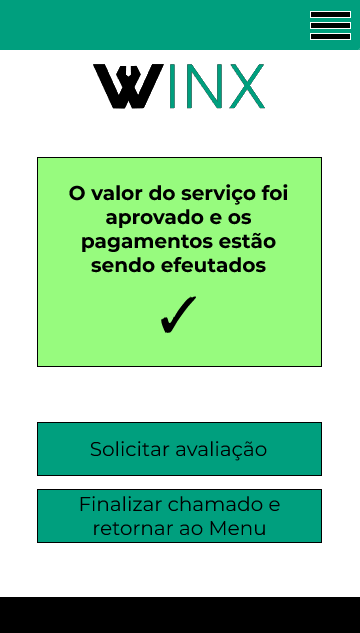 WINX
O valor do serviço foi
aprovado e os
pagamentos estão
sendo efeutados
Solicitar avaliação
Finalizar chamado e
retornar ao Menu